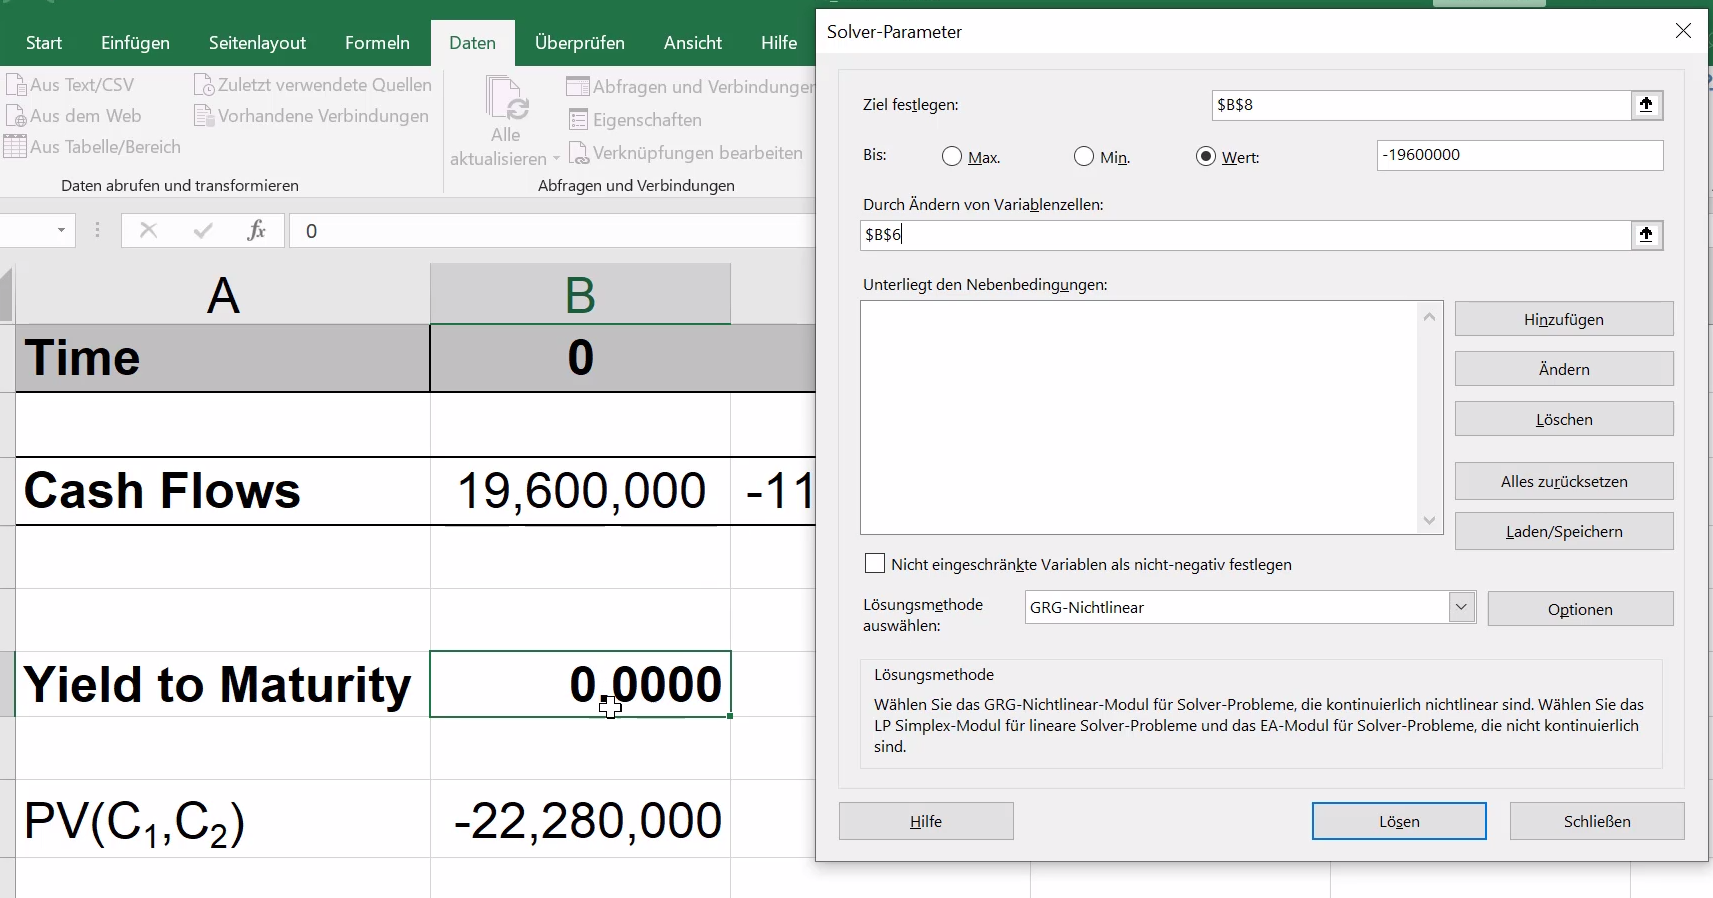 Start Einfügen Seitenlayout Formeln Daten Überprüfen Ansicht Hilfe
Aus Text/CSV
Aus dem Web
Aus Tabelle/Bereich
Zuletzt verwendete Quellen
Vorhandene Verbindungen
Daten abrufen und transformieren
Alle
aktualisieren
Abfragen und Verbindungen
Eigenschaften
Verknüpfungen bearbeiten
Abfragen und Verbindungen
fx 0
A B
Time 0
Cash Flows 19,600,000 -11
Yield to Maturity 0.0000
PV(C₁,C₂) -22,280,000
Solver-Parameter
Ziel festlegen: $B$8
Bis: Max. Min. Wert: -19600000
Durch Ändern von Variablenzellen:
$B$6
Unterliegt den Nebenbedingungen:
Hinzufügen
Ändern
Löschen
Alles zurücksetzen
Laden/Speichern
Nicht eingeschränkte Variablen als nicht-negativ festlegen
Lösungsmethode
auswählen:
GRG-Nichtlinear
Optionen
Lösungsmethode
Wählen Sie das GRG-Nichtlinear-Modul für Solver-Probleme, die kontinuierlich nichtlinear sind. Wählen Sie das
LP Simplex-Modul für lineare Solver-Probleme und das EA-Modul für Solver-Probleme, die nicht kontinuierlich
sind.
Hilfe Lösen Schließen